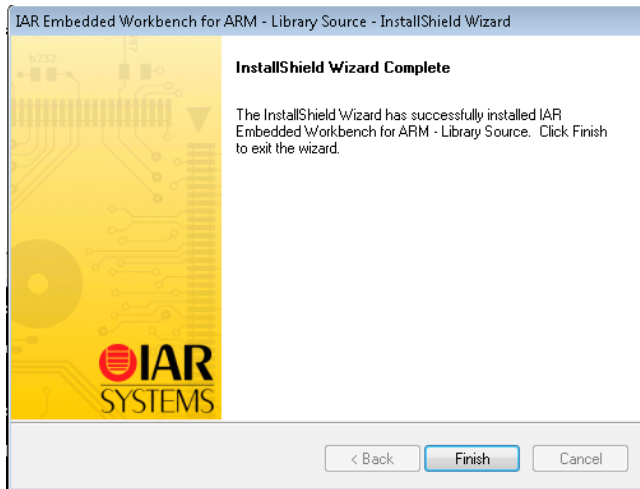 IAR Embedded Workbench for ARM - Library Source - InstallShield Wizard
b752
InstallShield Wizard Complete
The InstallShield Wizard has successfully installed IAR
Embedded Workbench for ARM - Library Source. Click Finish
to exit the wizard.
IAR
SYSTEMS
< Back
Finish
Cancel